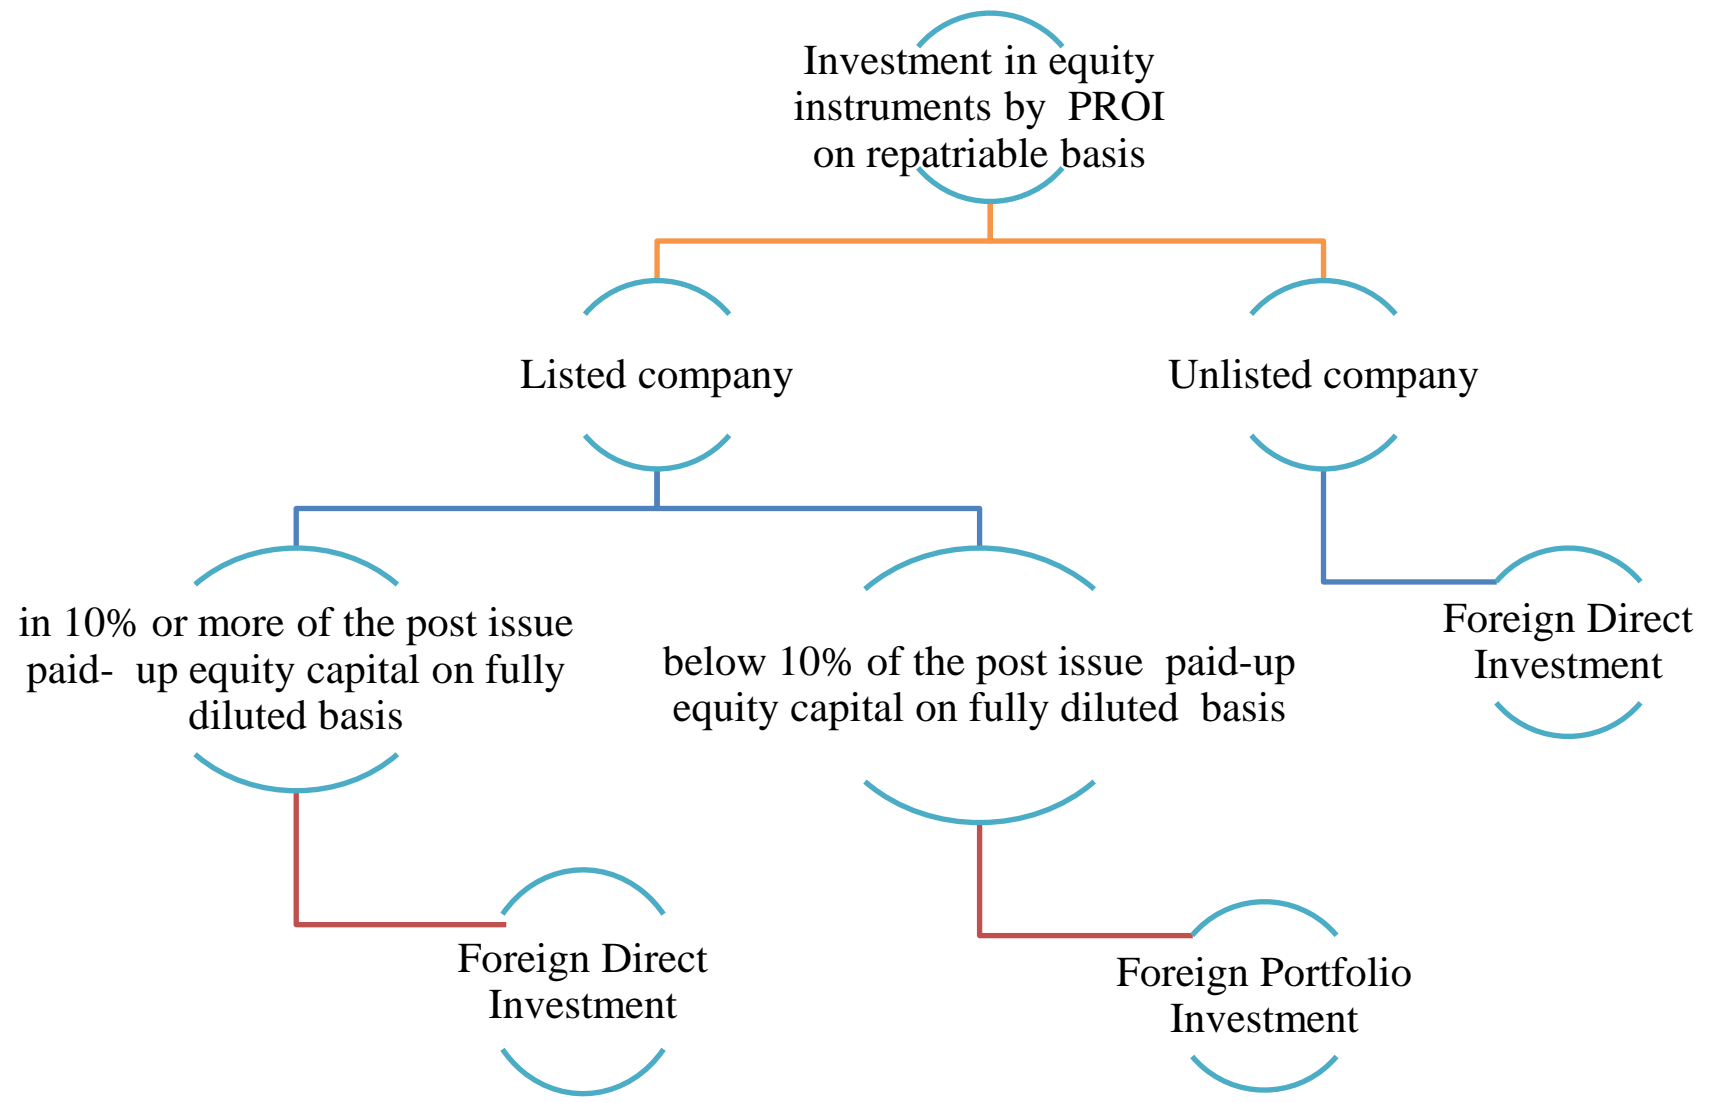 Investment in equity
instruments by PROI
on repatriable basis
Listed company
Unlisted company
in 10% or more of the post issue
paid- up equity capital on fully
diluted basis
below 10% of the post issue paid-up
equity capital on fully diluted basis
Foreign Direct
Investment
Foreign Direct
Investment
Foreign Portfolio
Investment